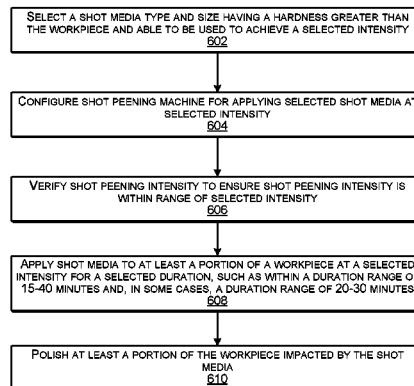 SELECT A SHOT MEDIA TYPE AND SIZE HAVING A HARDNESS GREATER THAN
THE WORKPIECE AND ABLE TO BE USED TO ACHIEVE A SELECTED INTENSITY
602
CONFIGURE SHOT PEENING MACHINE FOR APPLYING SELECTED SHOT MEDIA AT
SELECTED INTENSITY
604
VERIFY SHOT PEENING INTENSITY TO ENSURE SHOT PEENING INTENSITY IS
WITHIN RANGE OF SELECTED INTENSITY
606
APPLY SHOT MEDIA TO AT LEAST A PORTION OF A WORKPIECE AT A SELECTED
INTENSITY FOR A SELECTED DURATION, SUCH AS WITHIN A DURATION RANGE OF
15-40 MINUTES AND, IN SOME CASES, A DURATION RANGE OF 20-30 MINUTES
608
POLISH AT LEAST A PORTION OF THE WORKPIECE IMPACTED BY THE SHOT
MEDIA
610